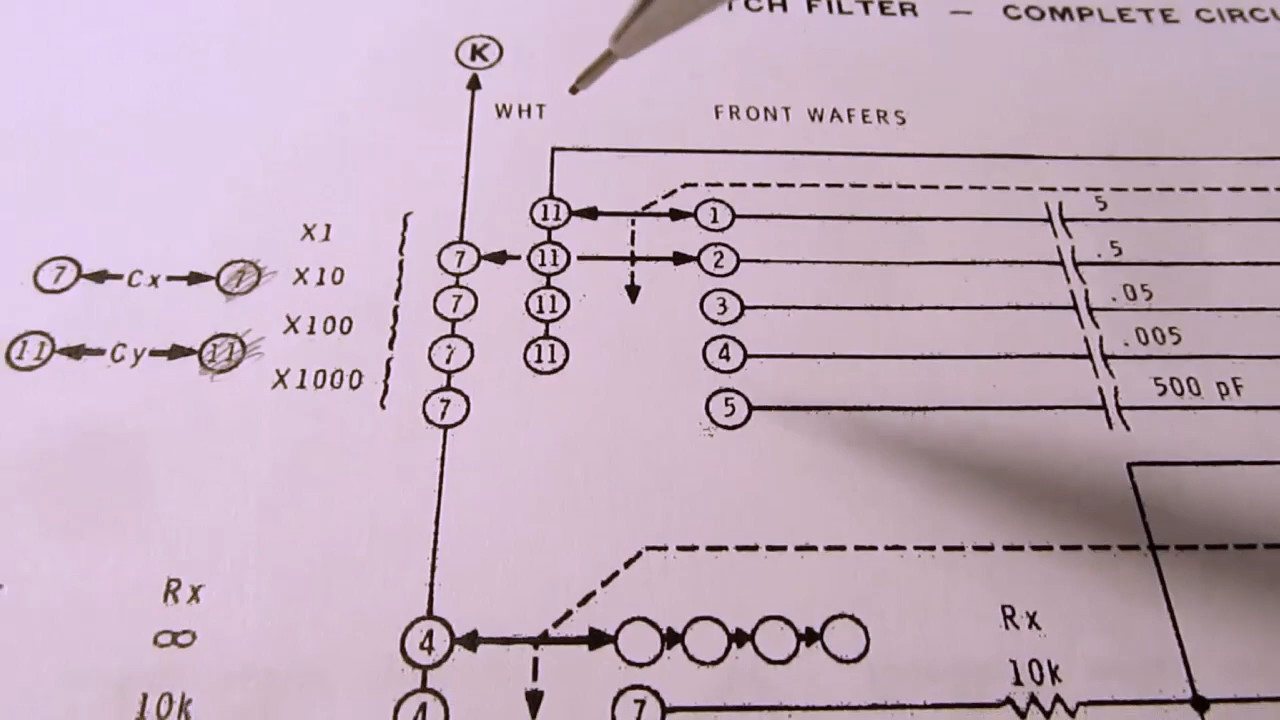 TCH FILTER — COMPLETE CIRCU
K
WHT
FRONT WAFERS
11 1 5
X1
7 11 2 .5
7 Cx X10
7 11 3 .05
X100
11 Cy 11
7 11 4 .005
X1000
7 5 500 pF
Rx
∞
4
Rx
10k
10k
4 7